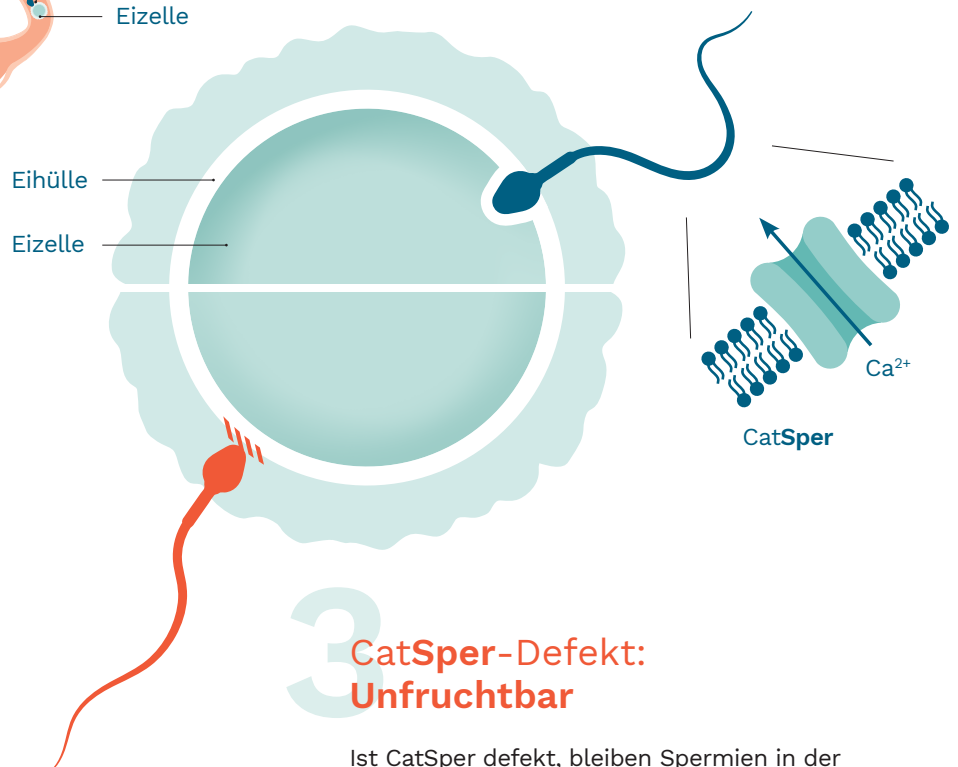 Eizelle
Eihülle
Eizelle
Ca²⁺
CatSper
3
CatSper-Defekt:
Unfruchtbar
Ist CatSper defekt, bleiben Spermien in der